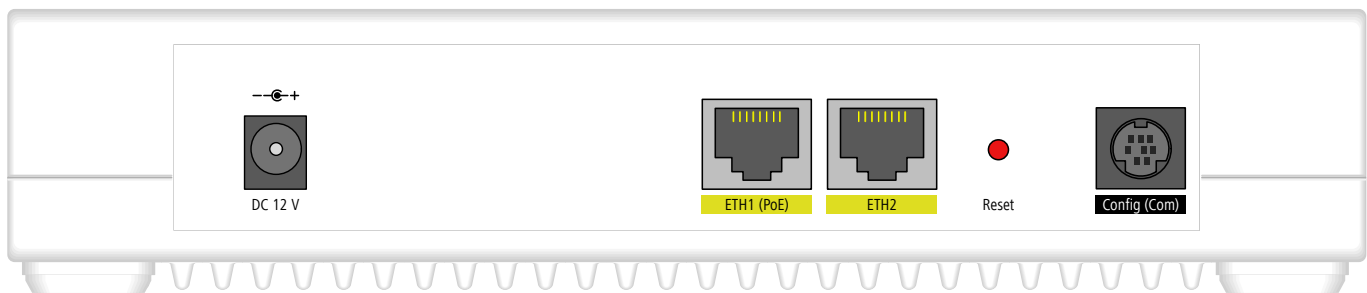 DC 12 V
ETH1 (PoE)
ETH2
Reset
Config (Com)